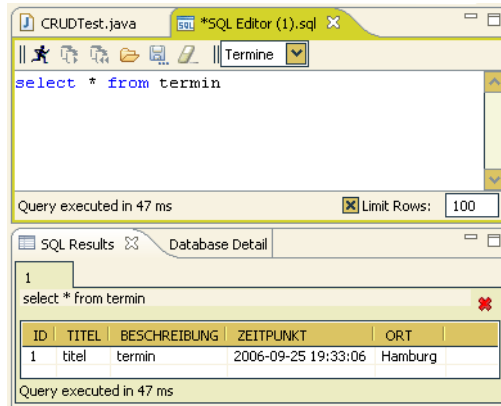 CRUDTest.java
*SQL Editor (1).sql
Termine
select * from termin
Query executed in 47 ms
Limit Rows: 100
SQL Results
Database Detail
1
select * from termin
ID TITEL BESCHREIBUNG ZEITPUNKT ORT
1 titel termin 2006-09-25 19:33:06 Hamburg
Query executed in 47 ms